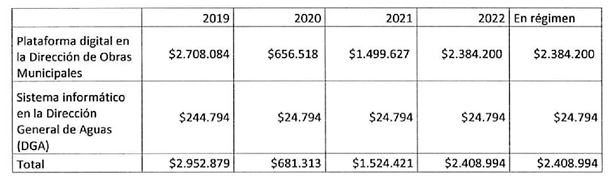 2019 2020 2021 2022 En régimen
Plataforma digital en
la Dirección de Obras
Municipales
$2.708.084 $656.518 $1.499.627 $2.384.200 $2.384.200
Sistema informático
en la Dirección
General de Aguas
(DGA)
$244.794 $24.794 $24.794 $24.794 $24.794
Total $2.952.879 $681.313 $1.524.421 $2.408.994 $2.408.994